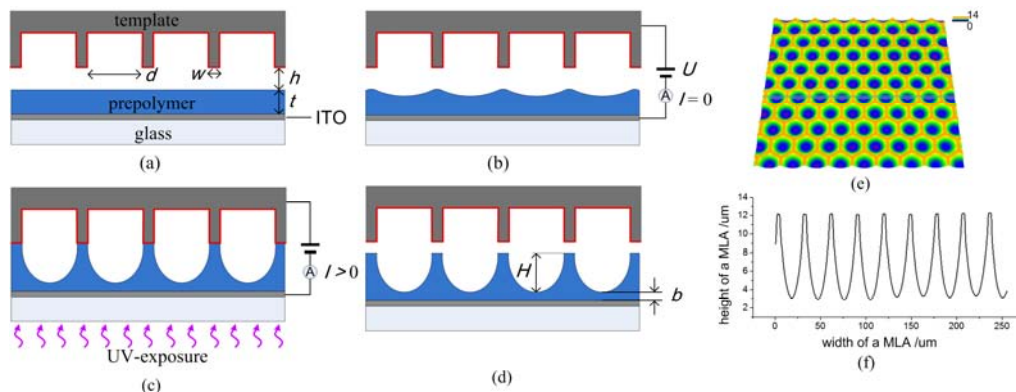 template
d
w
h
prepolymer
t
ITO
glass
(a)
U
A
I = 0
(b)
14
0
(e)
A
I > 0
UV-exposure
(c)
H
b
(d)
height of a MLA /um
14
12
10
8
6
4
2
0
50
100
150
200
250
width of a MLA /um
(f)